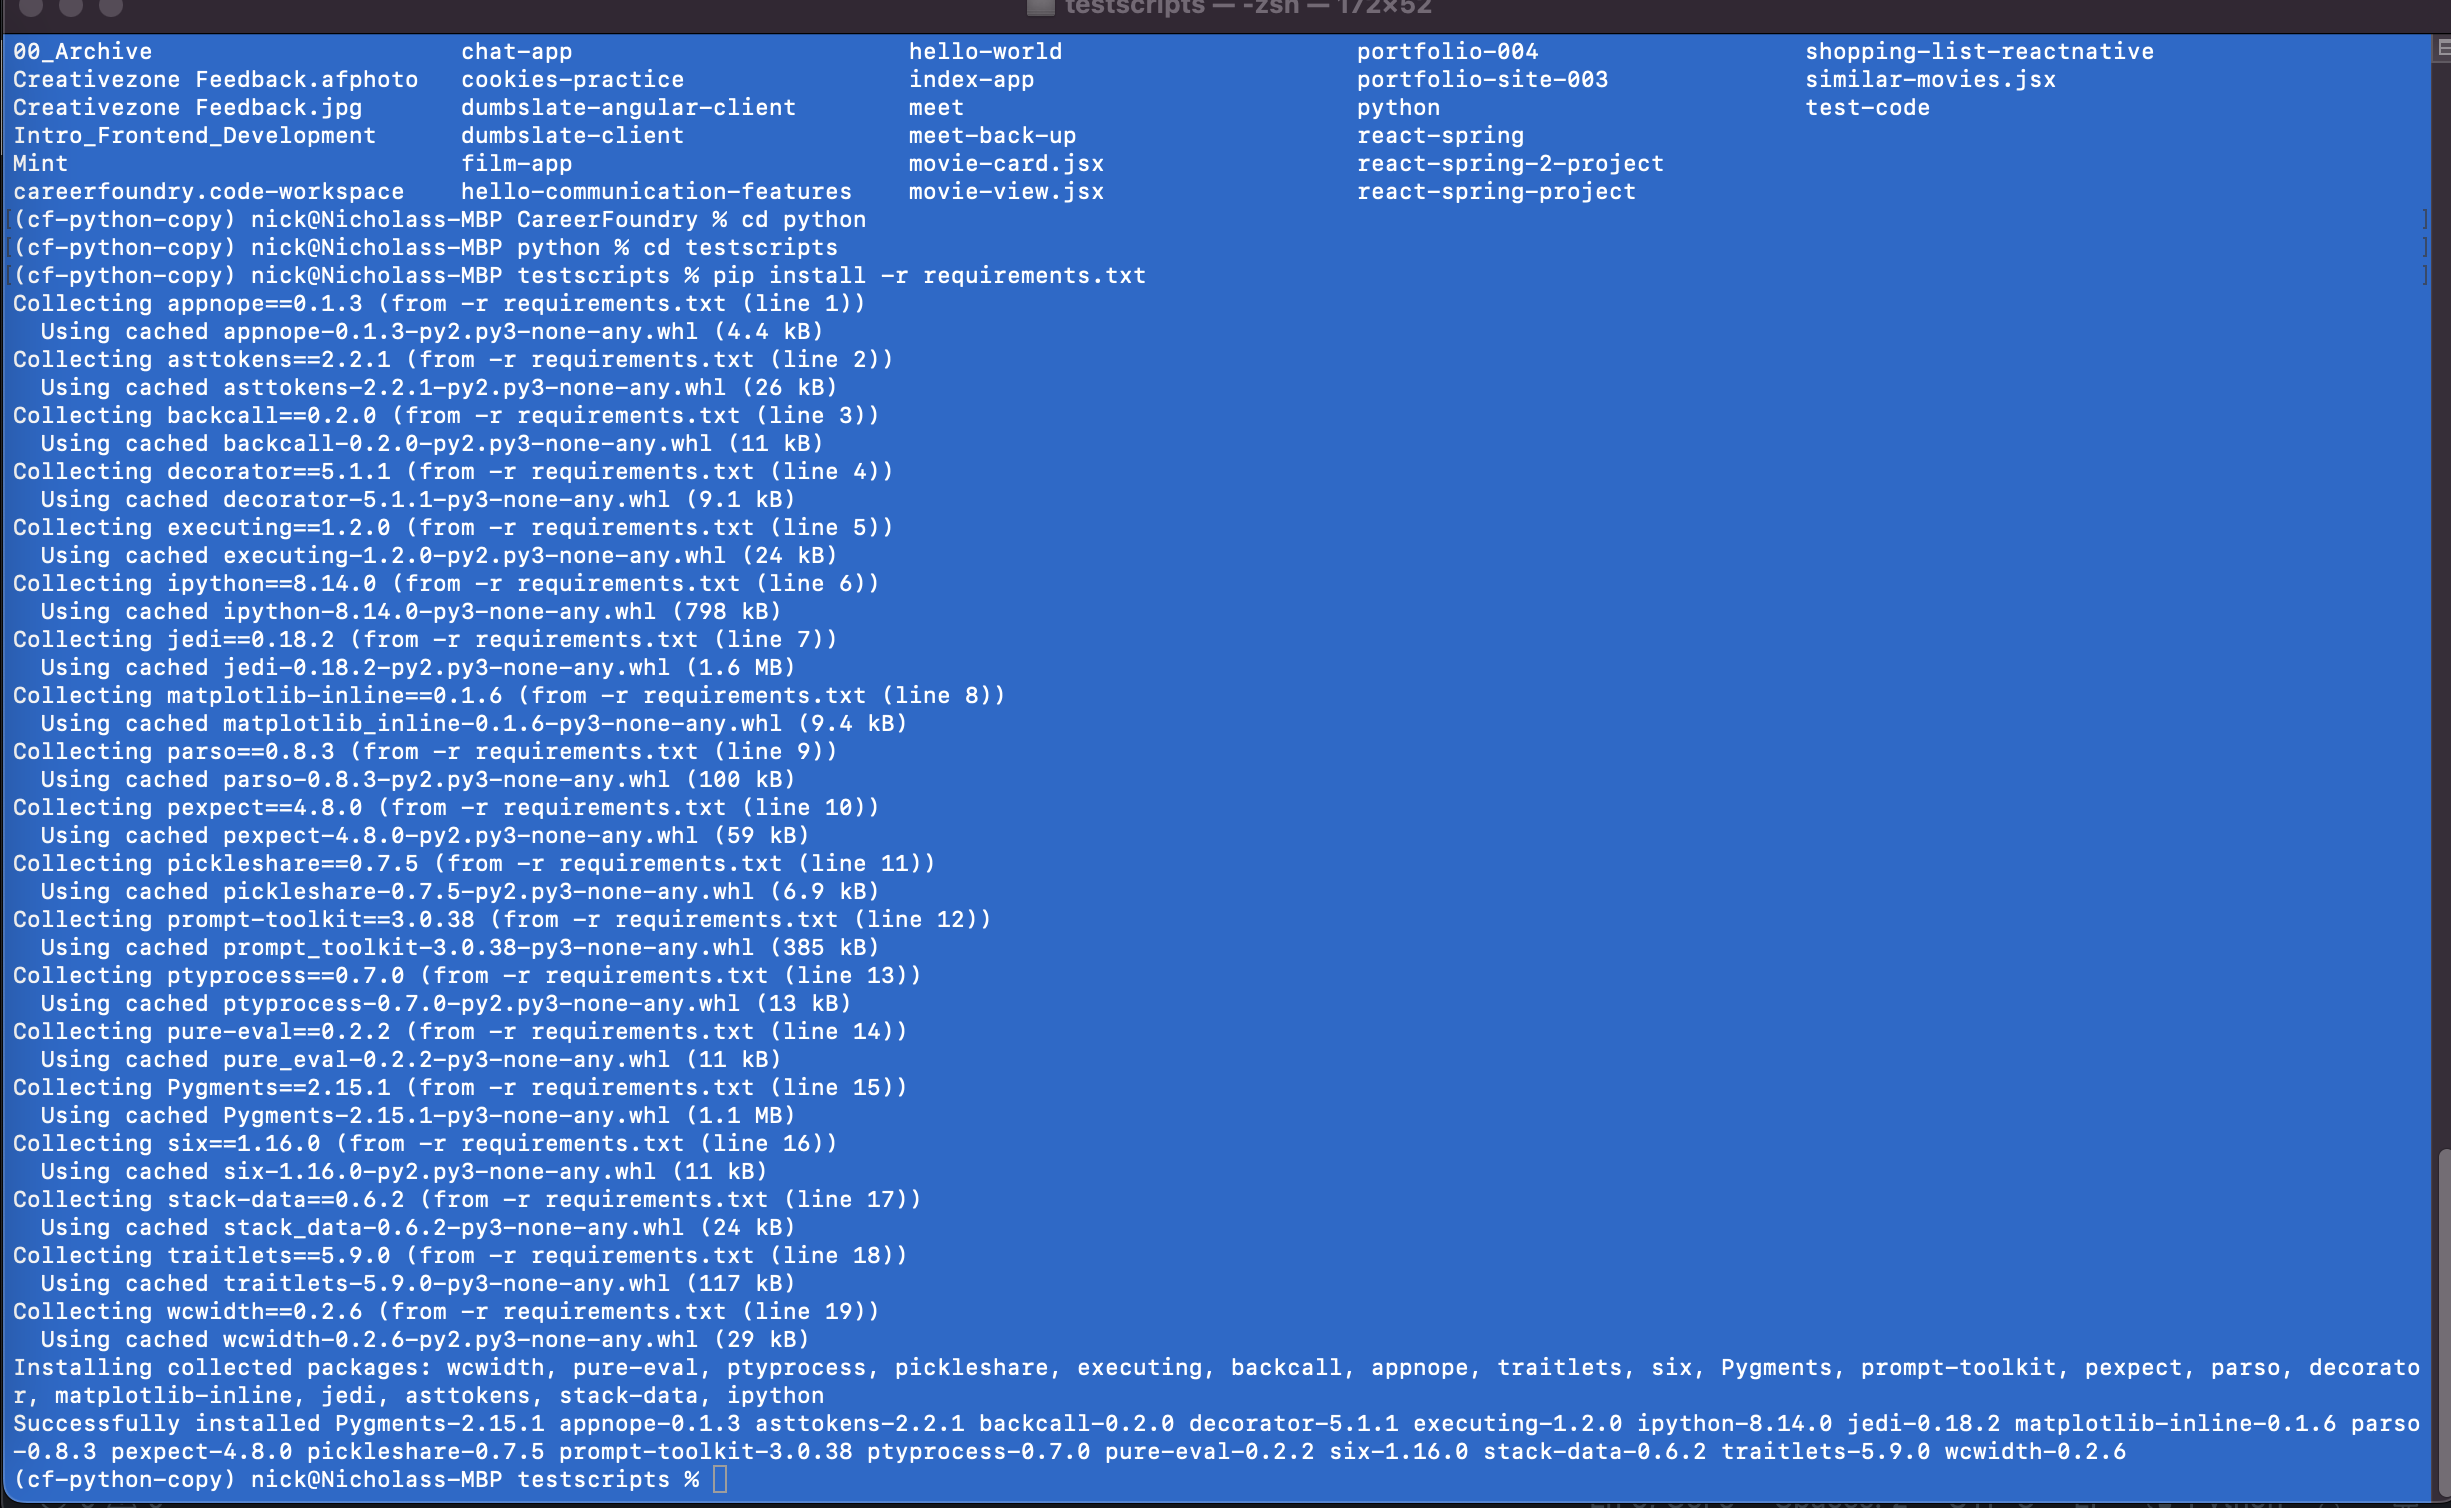 testscripts — -zsh — 172×52
00_Archive chat-app hello-world portfolio-004 shopping-list-reactnative
Creativezone Feedback.afphoto cookies-practice index-app portfolio-site-003 similar-movies.jsx
Creativezone Feedback.jpg dumbslate-angular-client meet python test-code
Intro_Frontend_Development dumbslate-client meet-back-up react-spring
Mint film-app movie-card.jsx react-spring-2-project
careerfoundry.code-workspace hello-communication-features movie-view.jsx react-spring-project
[(cf-python-copy) nick@Nicholass-MBP CareerFoundry % cd python ]
[(cf-python-copy) nick@Nicholass-MBP python % cd testscripts ]
[(cf-python-copy) nick@Nicholass-MBP testscripts % pip install -r requirements.txt ]
Collecting appnope==0.1.3 (from -r requirements.txt (line 1))
Using cached appnope-0.1.3-py2.py3-none-any.whl (4.4 kB)
Collecting asttokens==2.2.1 (from -r requirements.txt (line 2))
Using cached asttokens-2.2.1-py2.py3-none-any.whl (26 kB)
Collecting backcall==0.2.0 (from -r requirements.txt (line 3))
Using cached backcall-0.2.0-py2.py3-none-any.whl (11 kB)
Collecting decorator==5.1.1 (from -r requirements.txt (line 4))
Using cached decorator-5.1.1-py3-none-any.whl (9.1 kB)
Collecting executing==1.2.0 (from -r requirements.txt (line 5))
Using cached executing-1.2.0-py2.py3-none-any.whl (24 kB)
Collecting ipython==8.14.0 (from -r requirements.txt (line 6))
Using cached ipython-8.14.0-py3-none-any.whl (798 kB)
Collecting jedi==0.18.2 (from -r requirements.txt (line 7))
Using cached jedi-0.18.2-py2.py3-none-any.whl (1.6 MB)
Collecting matplotlib-inline==0.1.6 (from -r requirements.txt (line 8))
Using cached matplotlib_inline-0.1.6-py3-none-any.whl (9.4 kB)
Collecting parso==0.8.3 (from -r requirements.txt (line 9))
Using cached parso-0.8.3-py2.py3-none-any.whl (100 kB)
Collecting pexpect==4.8.0 (from -r requirements.txt (line 10))
Using cached pexpect-4.8.0-py2.py3-none-any.whl (59 kB)
Collecting pickleshare==0.7.5 (from -r requirements.txt (line 11))
Using cached pickleshare-0.7.5-py2.py3-none-any.whl (6.9 kB)
Collecting prompt-toolkit==3.0.38 (from -r requirements.txt (line 12))
Using cached prompt_toolkit-3.0.38-py3-none-any.whl (385 kB)
Collecting ptyprocess==0.7.0 (from -r requirements.txt (line 13))
Using cached ptyprocess-0.7.0-py2.py3-none-any.whl (13 kB)
Collecting pure-eval==0.2.2 (from -r requirements.txt (line 14))
Using cached pure_eval-0.2.2-py3-none-any.whl (11 kB)
Collecting Pygments==2.15.1 (from -r requirements.txt (line 15))
Using cached Pygments-2.15.1-py3-none-any.whl (1.1 MB)
Collecting six==1.16.0 (from -r requirements.txt (line 16))
Using cached six-1.16.0-py2.py3-none-any.whl (11 kB)
Collecting stack-data==0.6.2 (from -r requirements.txt (line 17))
Using cached stack_data-0.6.2-py3-none-any.whl (24 kB)
Collecting traitlets==5.9.0 (from -r requirements.txt (line 18))
Using cached traitlets-5.9.0-py3-none-any.whl (117 kB)
Collecting wcwidth==0.2.6 (from -r requirements.txt (line 19))
Using cached wcwidth-0.2.6-py2.py3-none-any.whl (29 kB)
Installing collected packages: wcwidth, pure-eval, ptyprocess, pickleshare, executing, backcall, appnope, traitlets, six, Pygments, prompt-toolkit, pexpect, parso, decorato
r, matplotlib-inline, jedi, asttokens, stack-data, ipython
Successfully installed Pygments-2.15.1 appnope-0.1.3 asttokens-2.2.1 backcall-0.2.0 decorator-5.1.1 executing-1.2.0 ipython-8.14.0 jedi-0.18.2 matplotlib-inline-0.1.6 parso
-0.8.3 pexpect-4.8.0 pickleshare-0.7.5 prompt-toolkit-3.0.38 ptyprocess-0.7.0 pure-eval-0.2.2 six-1.16.0 stack-data-0.6.2 traitlets-5.9.0 wcwidth-0.2.6
(cf-python-copy) nick@Nicholass-MBP testscripts %